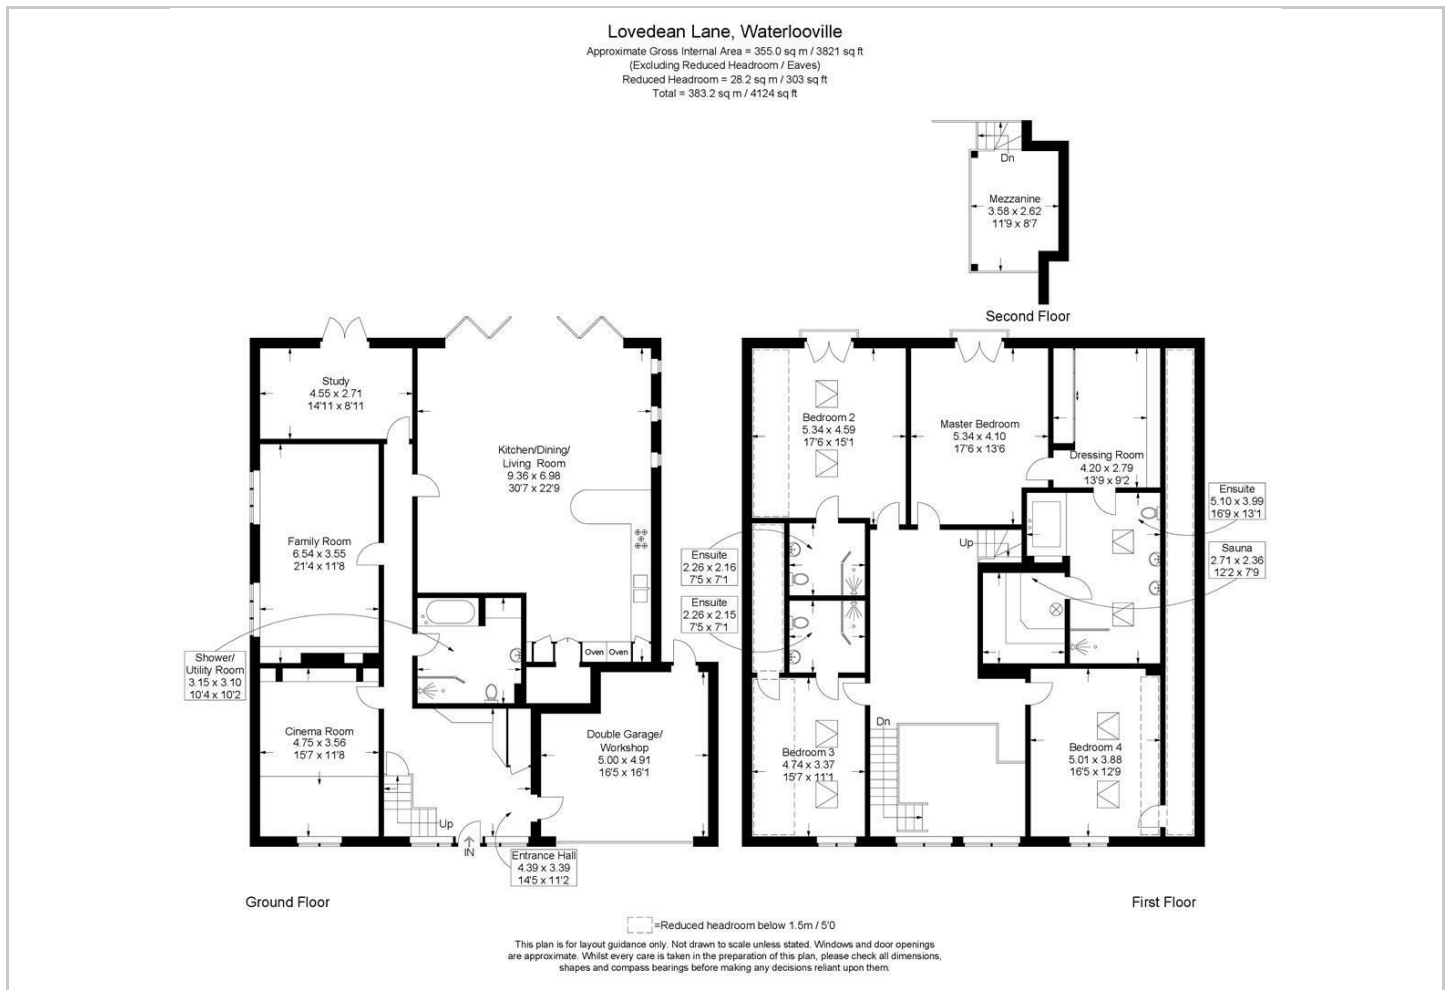 Lovedean Lane, Waterlooville
Approximate Gross Internal Area = 355.0 sq m / 3821 sq ft
(Excluding Reduced Headroom / Eaves)
Reduced Headroom = 28.2 sq m / 303 sq ft
Total = 383.2 sq m / 4124 sq ft
Dn
Mezzanine
3.58 x 2.62
11'9 x 8'7
Second Floor
Study
4.55 x 2.71
14'11 x 8'11
Kitchen/Dining/
Living Room
9.36 x 6.98
30'7 x 22'9
Family Room
6.54 x 3.55
21'4 x 11'8
Shower/
Utility Room
3.15 x 3.10
10'4 x 10'2
Oven
Oven
Cinema Room
4.75 x 3.56
15'7 x 11'8
Double Garage/
Workshop
5.00 x 4.91
16'5 x 16'1
Up
IN
Entrance Hall
4.39 x 3.39
14'5 x 11'2
Ground Floor
Bedroom 2
5.34 x 4.59
17'6 x 15'1
Master Bedroom
5.34 x 4.10
17'6 x 13'6
Dressing Room
4.20 x 2.79
13'9 x 9'2
Ensuite
5.10 x 3.99
16'9 x 13'1
Sauna
2.71 x 2.36
12'2 x 7'9
Up
Ensuite
2.26 x 2.16
7'5 x 7'1
Ensuite
2.26 x 2.15
7'5 x 7'1
Dn
Bedroom 3
4.74 x 3.37
15'7 x 11'1
Bedroom 4
5.01 x 3.88
16'5 x 12'9
First Floor
=Reduced headroom below 1.5m / 5'0
This plan is for layout guidance only. Not drawn to scale unless stated. Windows and door openings
are approximate. Whilst every care is taken in the preparation of this plan, please check all dimensions,
shapes and compass bearings before making any decisions reliant upon them.